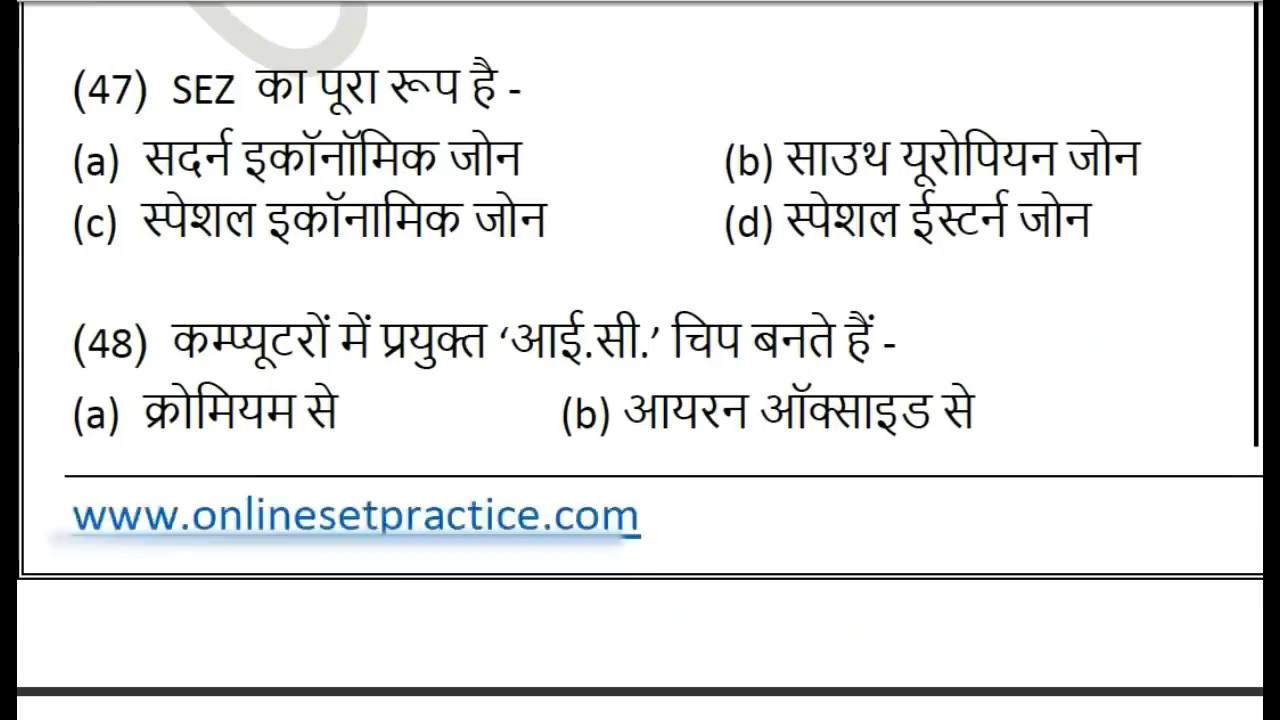 (47) SEZ का पूरा रूप है -
(a) सदर्न इकॉनॉमिक जोन (b) साउथ यूरोपियन जोन
(c) स्पेशल इकॉनामिक जोन (d) स्पेशल ईस्टर्न जोन
(48) कम्प्यूटरों में प्रयुक्त ‘आई.सी.’ चिप बनते हैं -
(a) क्रोमियम से (b) आयरन ऑक्साइड से
www.onlinesetpractice.com